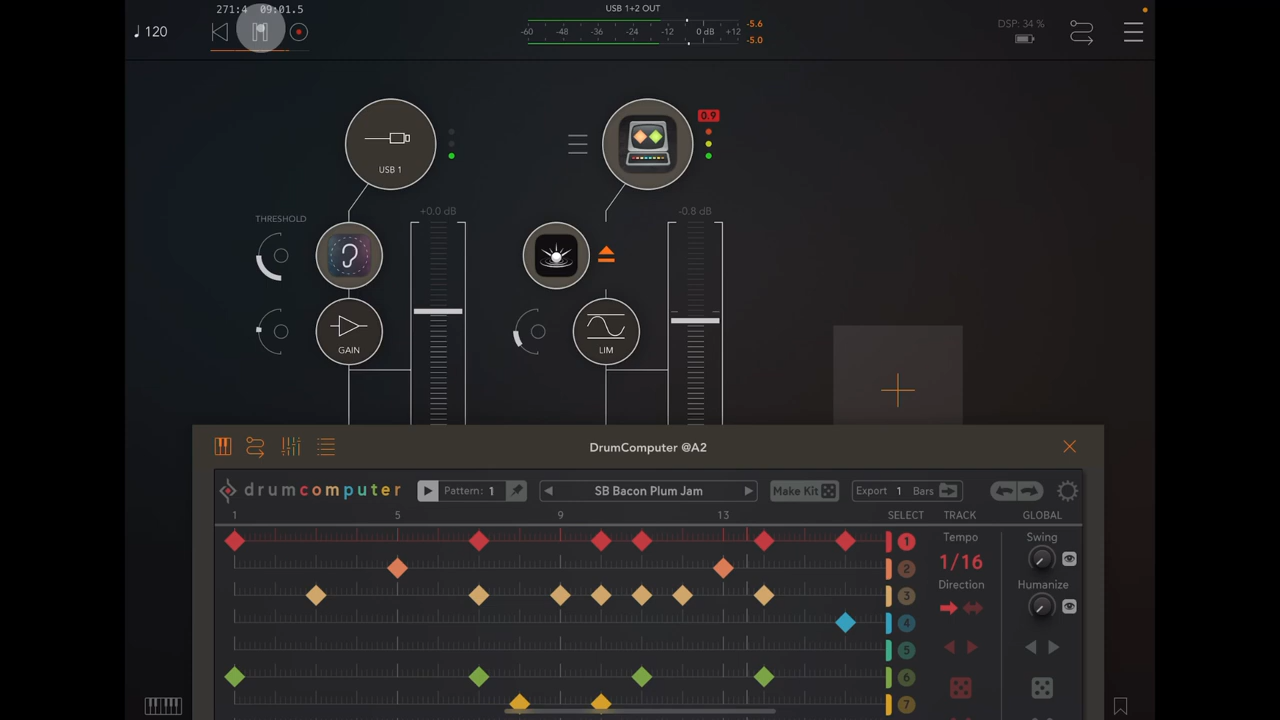 271:4 09:01.5
120
USB 1+2 OUT
-60 -48 -36 -24 -12 0 dB +12
-5.6
-5.0
DSP: 34 %
USB 1
0.9
THRESHOLD
+0.0 dB
-0.8 dB
GAIN
LIM
DrumComputer @A2
drumcomputer
Pattern: 1
SB Bacon Plum Jam
Make Kit
Export 1 Bars
1 5 9 13
SELECT TRACK GLOBAL
1
2
3
4
5
6
7
Tempo
1/16
Direction
Swing
Humanize